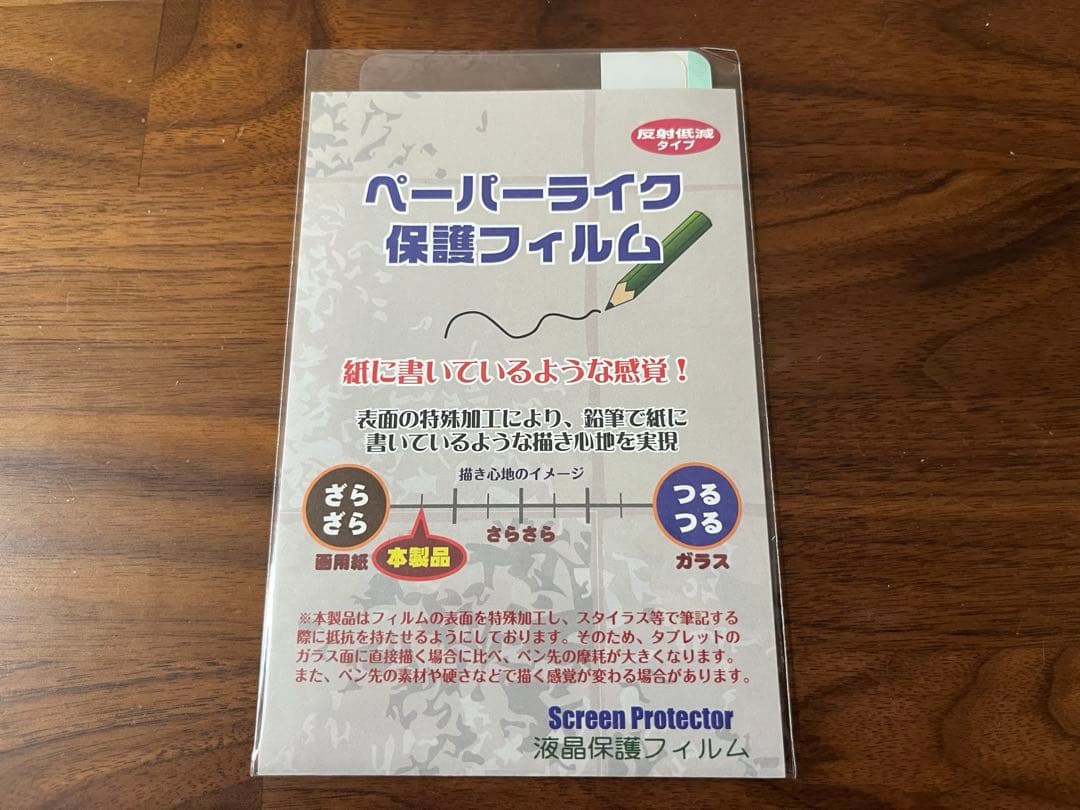 反射低減
タイプ
ペーパーライク
保護フィルム
紙に書いているような感覚！
表面の特殊加工により、鉛筆で紙に
書いているような描き心地を実現
描き心地のイメージ
ざら
ざら
つる
つる
さらさら
画用紙
本製品
ガラス
※本製品はフィルムの表面を特殊加工し、スタイラス等で筆記する
際に抵抗を持たせるようにしております。そのため、タブレットの
ガラス面に直接描く場合に比べ、ペン先の摩耗が大きくなります。
また、ペン先の素材や硬さなどで描く感覚が変わる場合があります。
Screen Protector
液晶保護フィルム